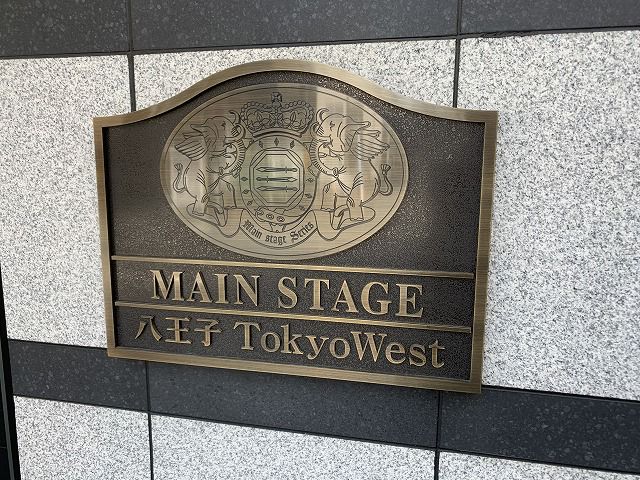 Main stage Series
MAIN STAGE
八王子 TokyoWest